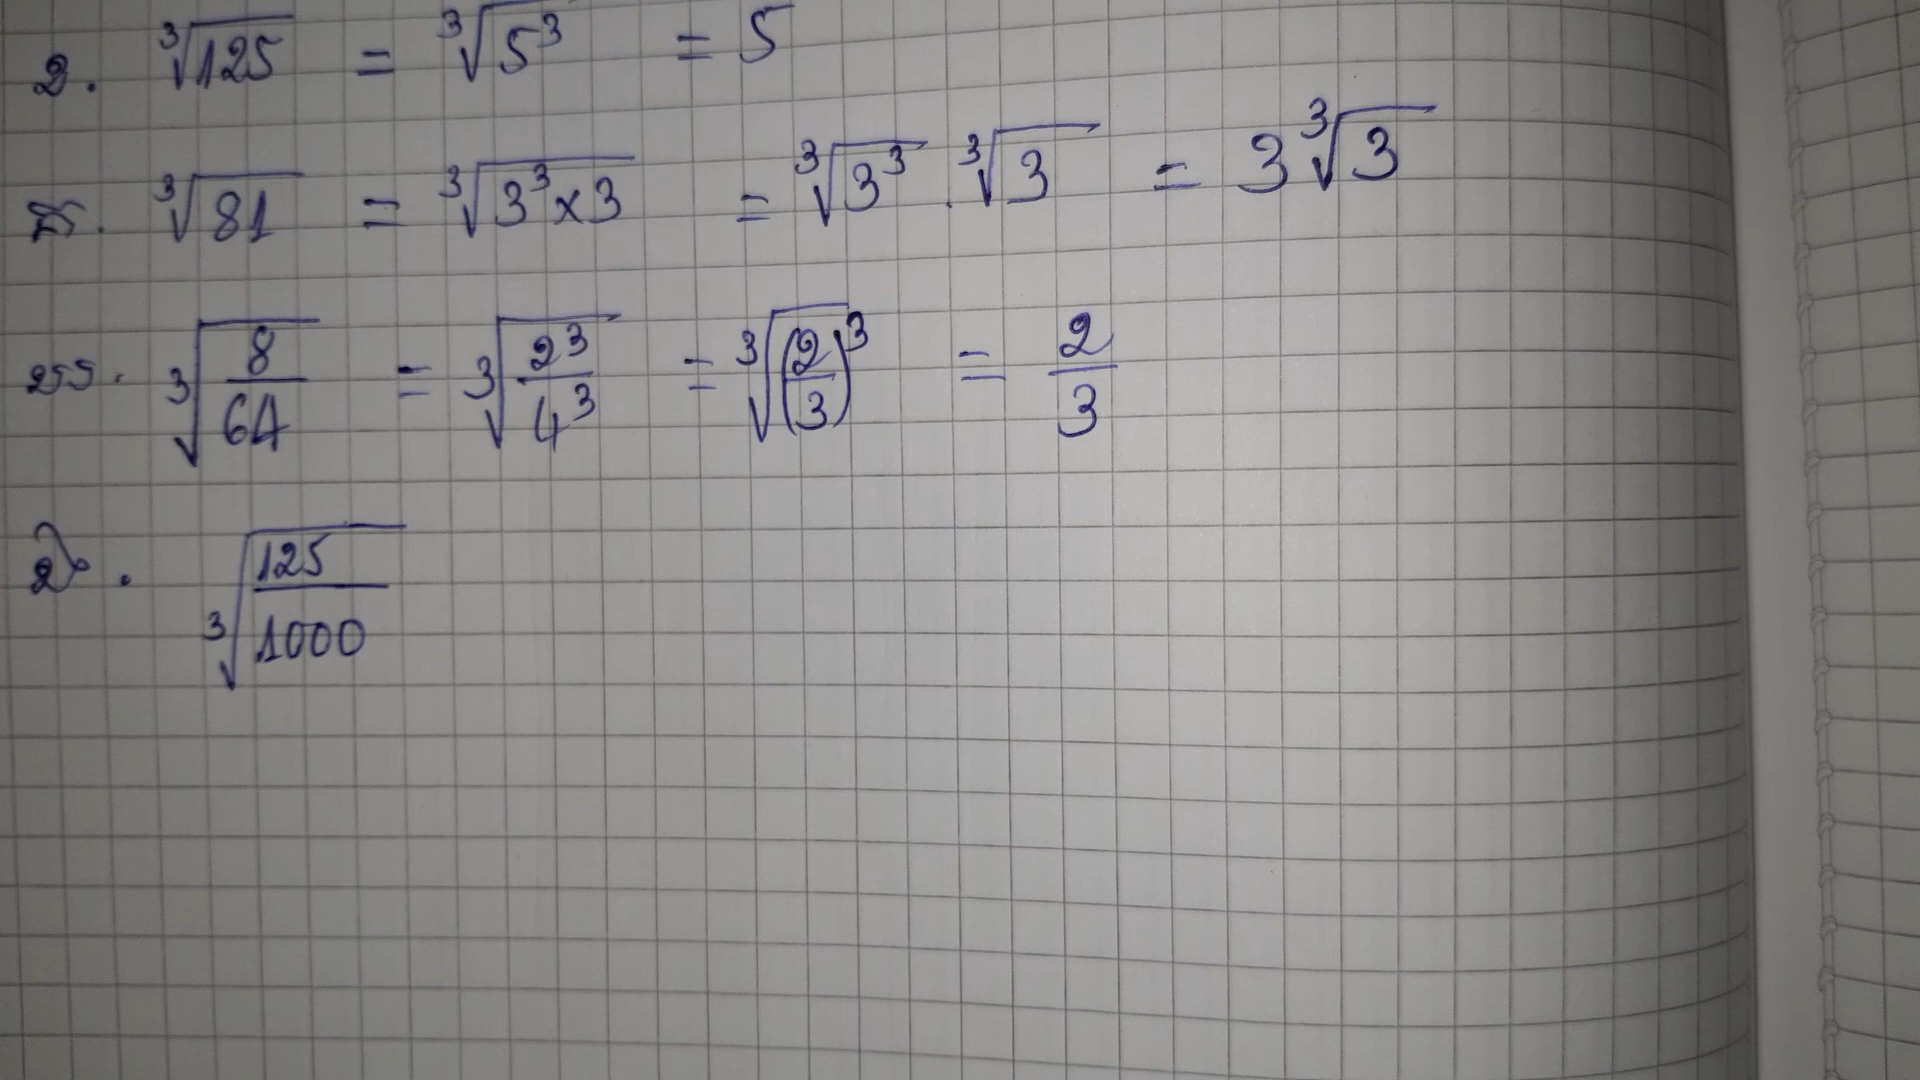 ∛125 = ∛5³ = 5
∛81 = ∛3³×3 = ∛3³ . ∛3 = 3∛3
∛(8/64) = ∛(2³/4³) = ∛(2/3)³ = 2/3
∛(125/1000)